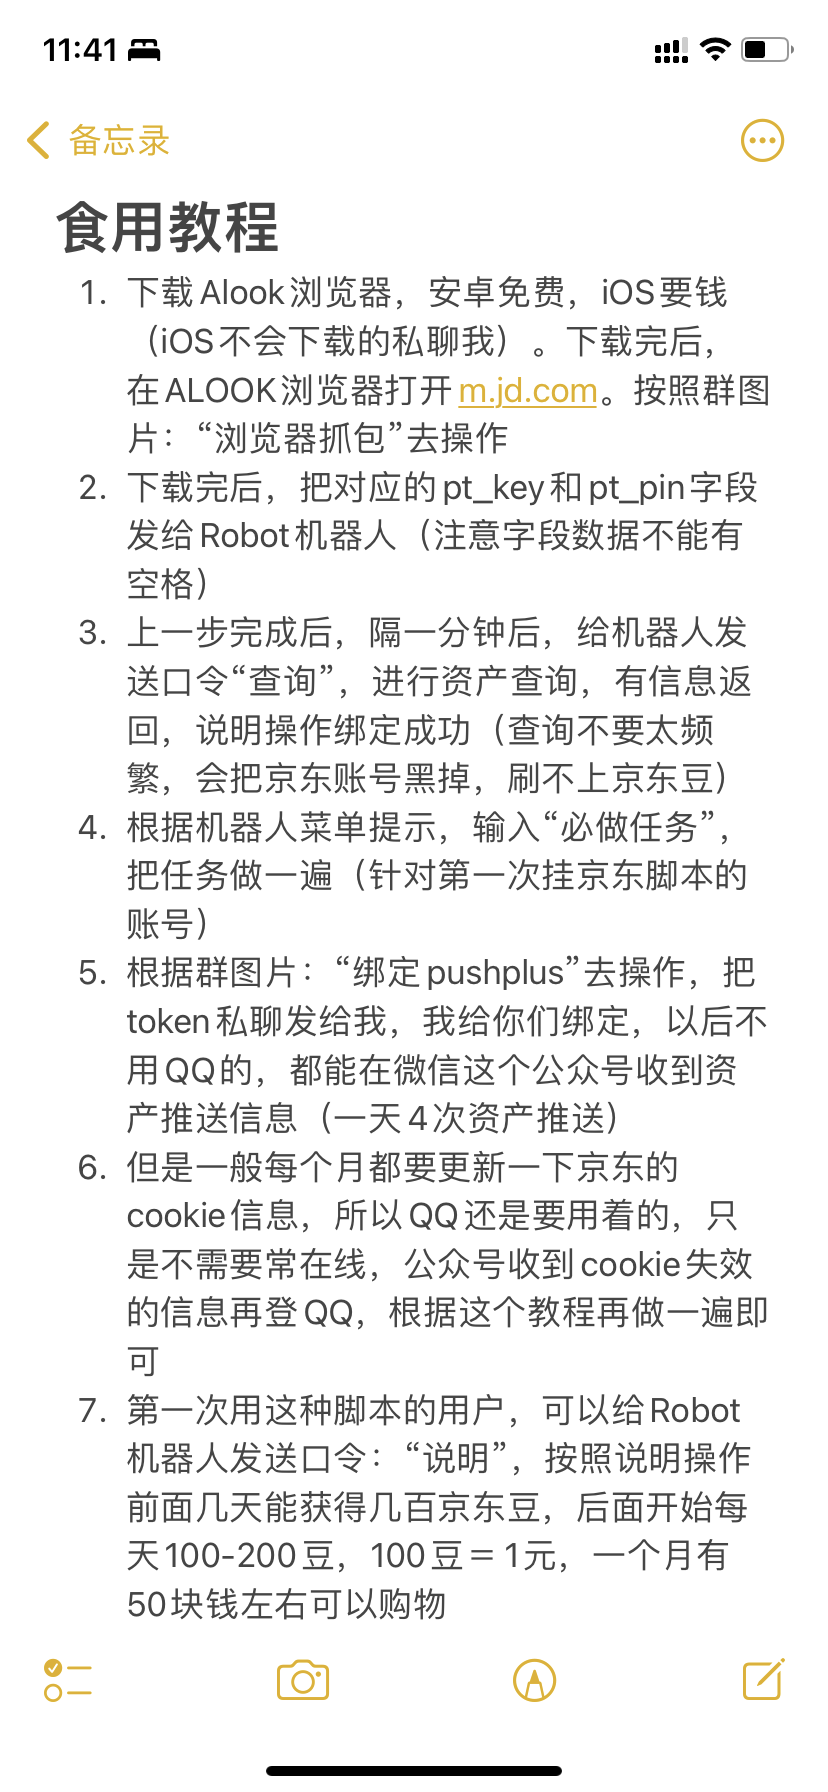 11:41
备忘录
食用教程
1. 下载Alook浏览器，安卓免费，iOS要钱
（iOS不会下载的私聊我）。下载完后，
在ALOOK浏览器打开m.jd.com。按照群图
片：“浏览器抓包”去操作
2. 下载完后，把对应的pt_key和pt_pin字段
发给Robot机器人（注意字段数据不能有
空格）
3. 上一步完成后，隔一分钟后，给机器人发
送口令“查询”，进行资产查询，有信息返
回，说明操作绑定成功（查询不要太频
繁，会把京东账号黑掉，刷不上京东豆）
4. 根据机器人菜单提示，输入“必做任务”，
把任务做一遍（针对第一次挂京东脚本的
账号）
5. 根据群图片：“绑定pushplus”去操作，把
token私聊发给我，我给你们绑定，以后不
用QQ的，都能在微信这个公众号收到资
产推送信息（一天4次资产推送）
6. 但是一般每个月都要更新一下京东的
cookie信息，所以QQ还是要用着的，只
是不需要常在线，公众号收到cookie失效
的信息再登QQ，根据这个教程再做一遍即
可
7. 第一次用这种脚本的用户，可以给Robot
机器人发送口令：“说明”，按照说明操作
前面几天能获得几百京东豆，后面开始每
天100-200豆，100豆＝1元，一个月有
50块钱左右可以购物